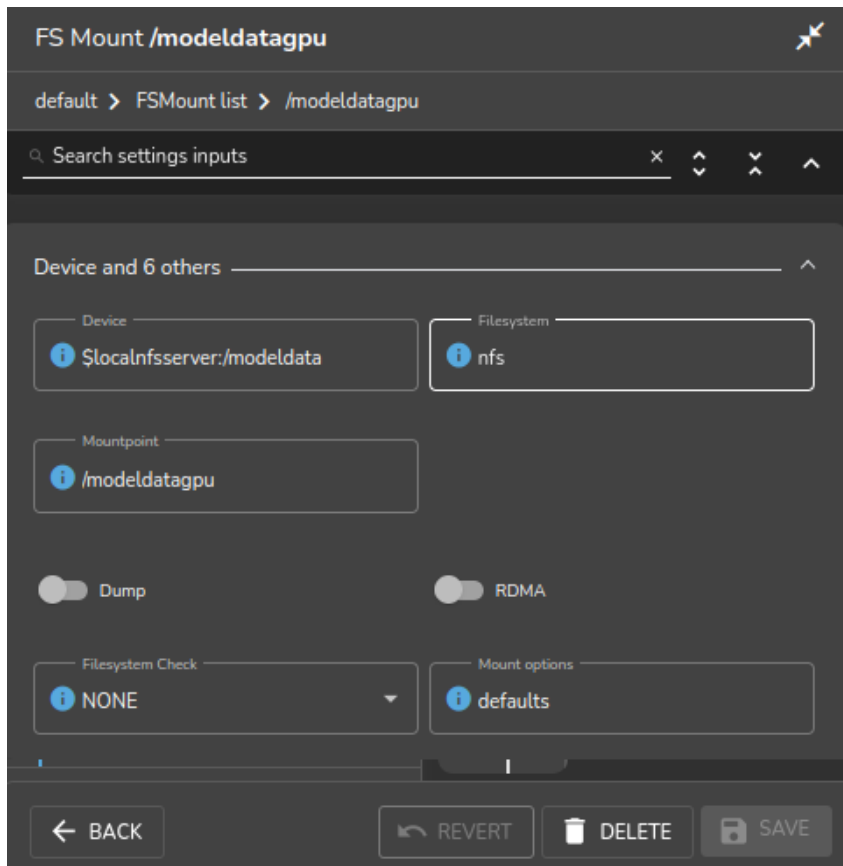 FS Mount /modeldatagpu
default > FSMount list > /modeldatagpu
Search settings inputs
Device and 6 others
Device
$localnfsserver:/modeldata
Filesystem
nfs
Mountpoint
/modeldatagpu
Dump
RDMA
Filesystem Check
NONE
Mount options
defaults
BACK
REVERT
DELETE
SAVE